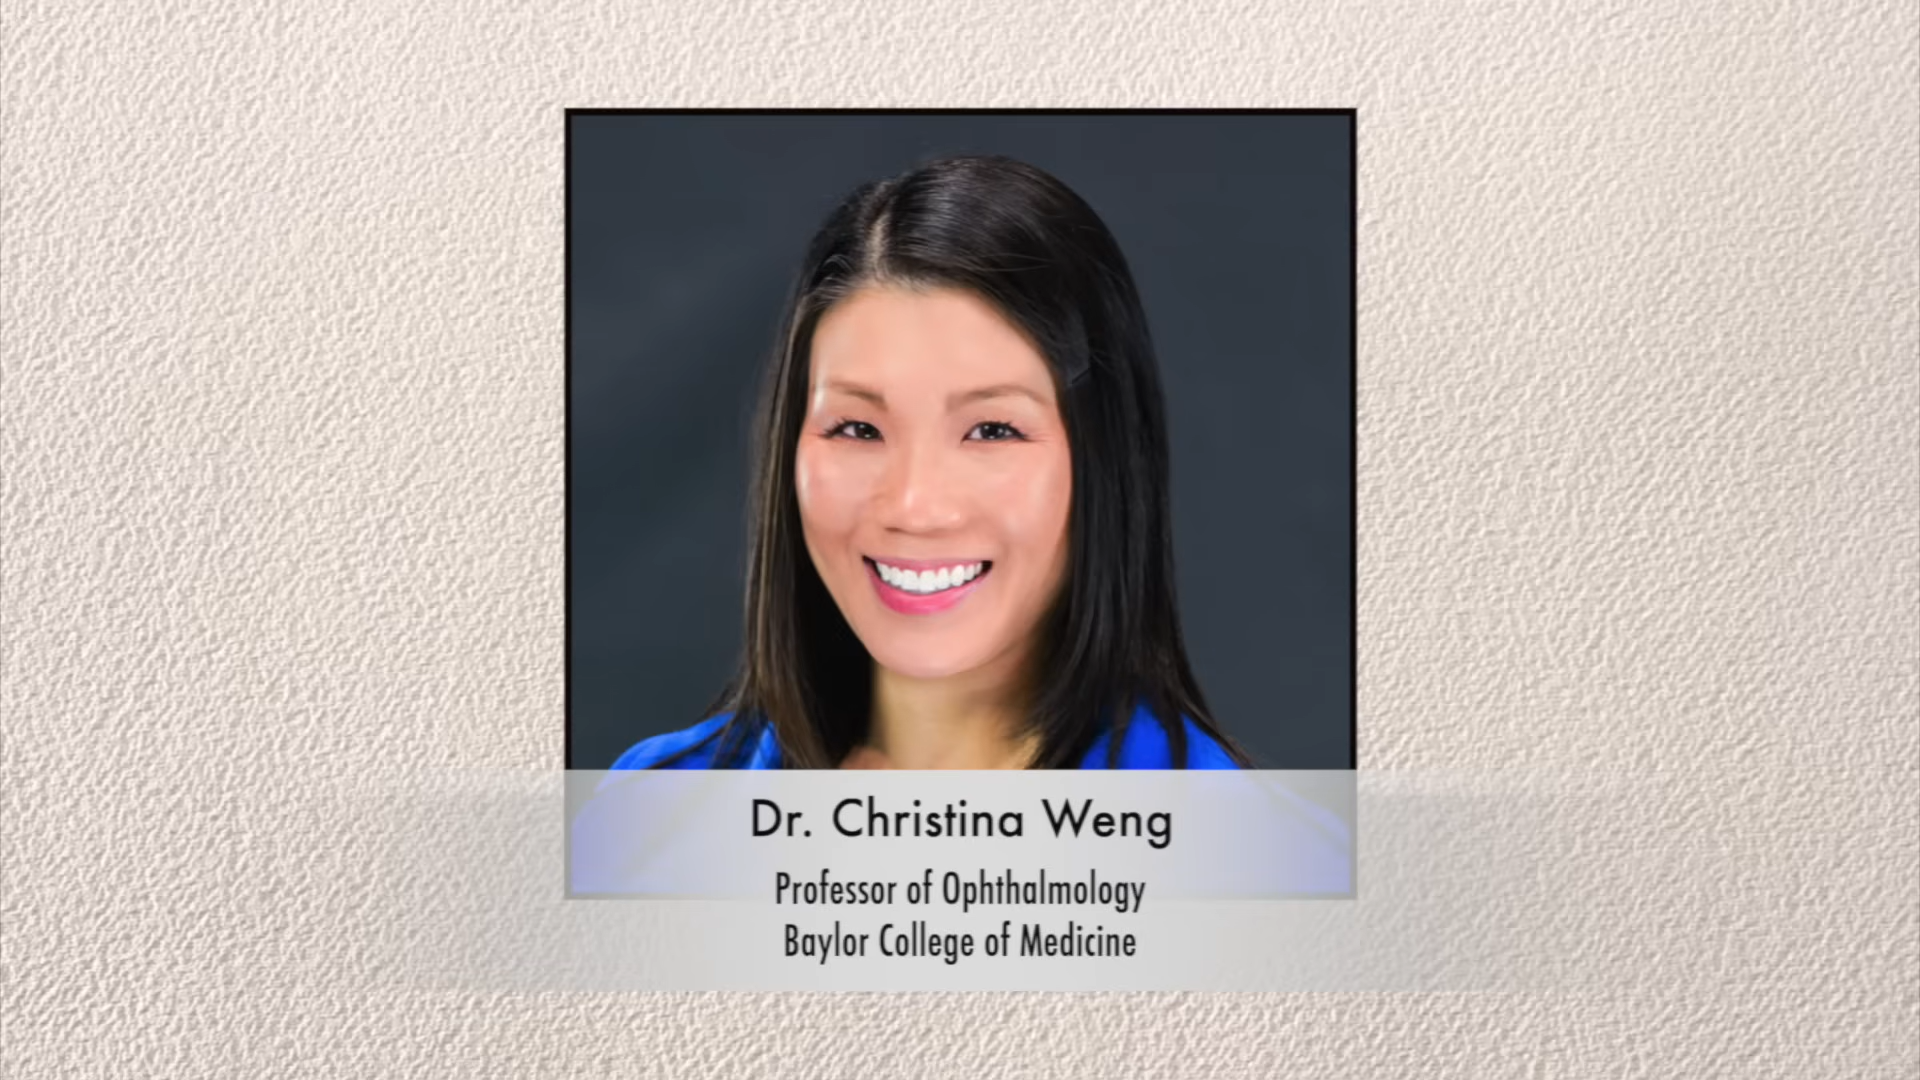 Dr. Christina Weng
Professor of Ophthalmology
Baylor College of Medicine